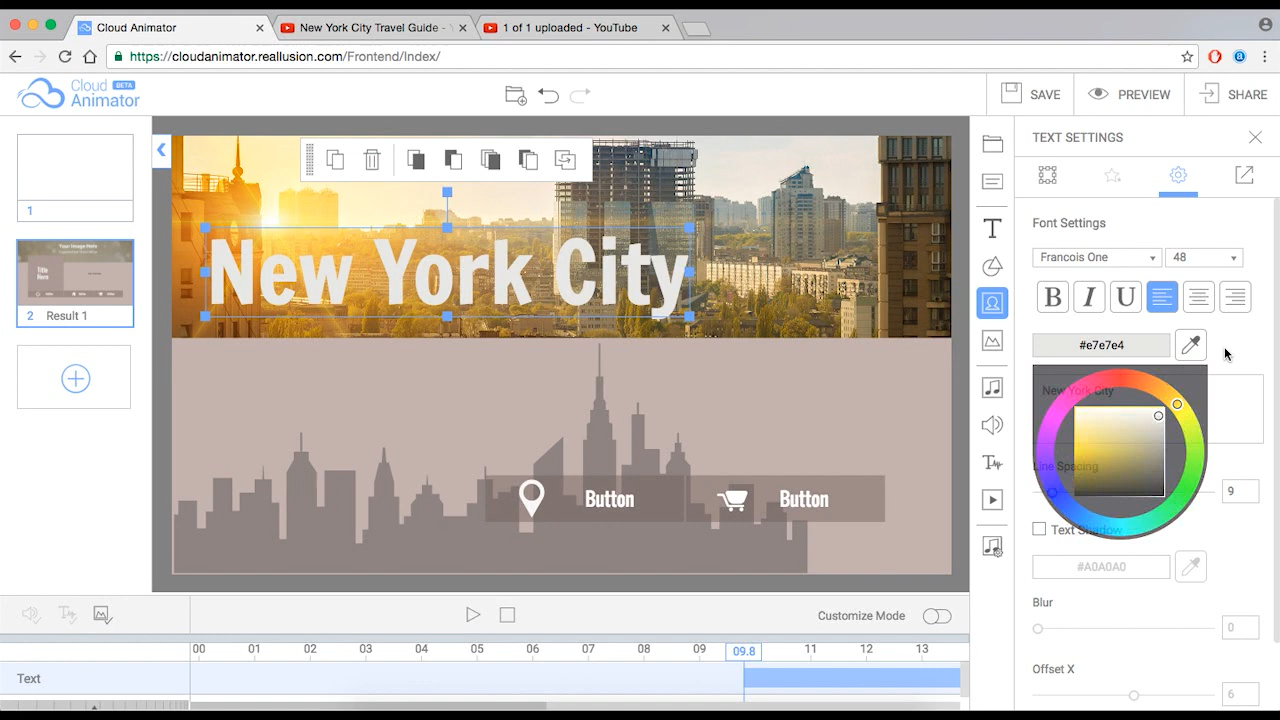 Cloud Animator
New York City Travel Guide -
1 of 1 uploaded - YouTube
https://cloudanimator.reallusion.com/Frontend/Index/
Cloud BETA
Animator
SAVE
PREVIEW
SHARE
TEXT SETTINGS
1
Title
Here
2 Result 1
New York City
Button
Button
Font Settings
Francois One
48
B I U
#e7e7e4
New York City
Line Spacing
9
Text Shadow
#A0A0A0
Blur
0
Offset X
6
Customize Mode
00 01 02 03 04 05 06 07 08 09 09.8 11 12 13
Text